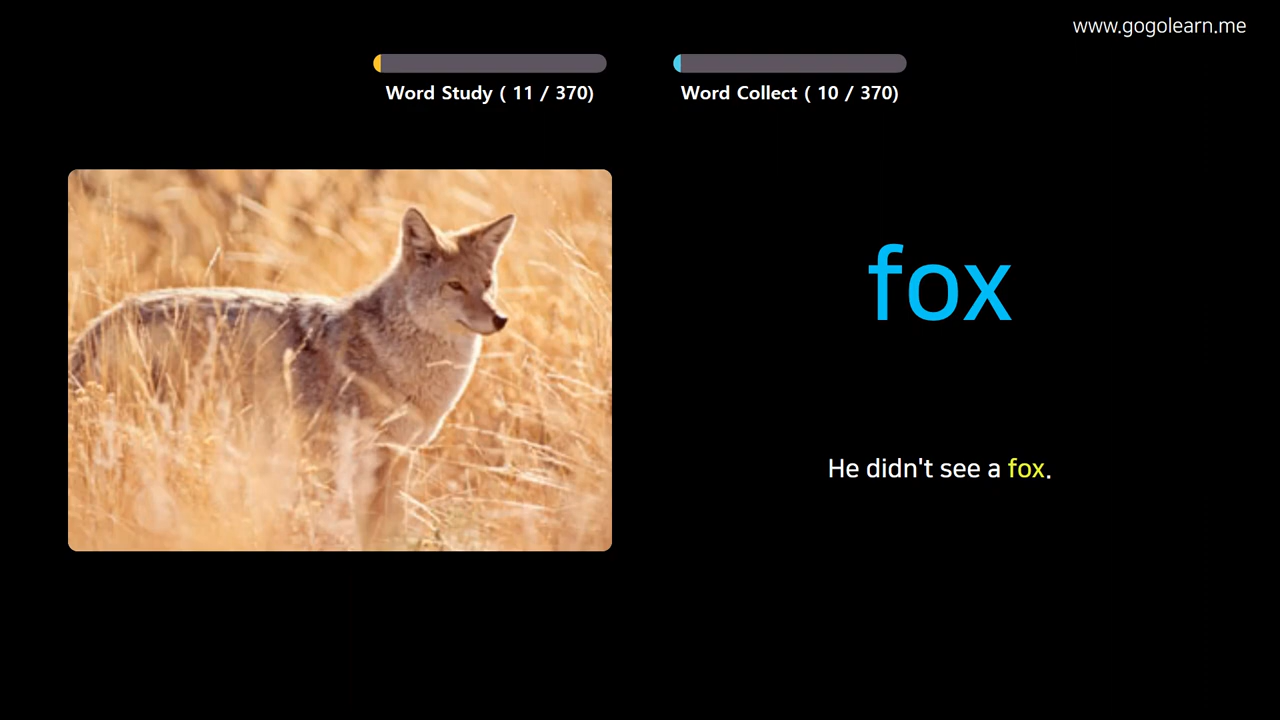 www.gogolearn.me
Word Study ( 11 / 370)
Word Collect ( 10 / 370)
fox
He didn't see a fox.